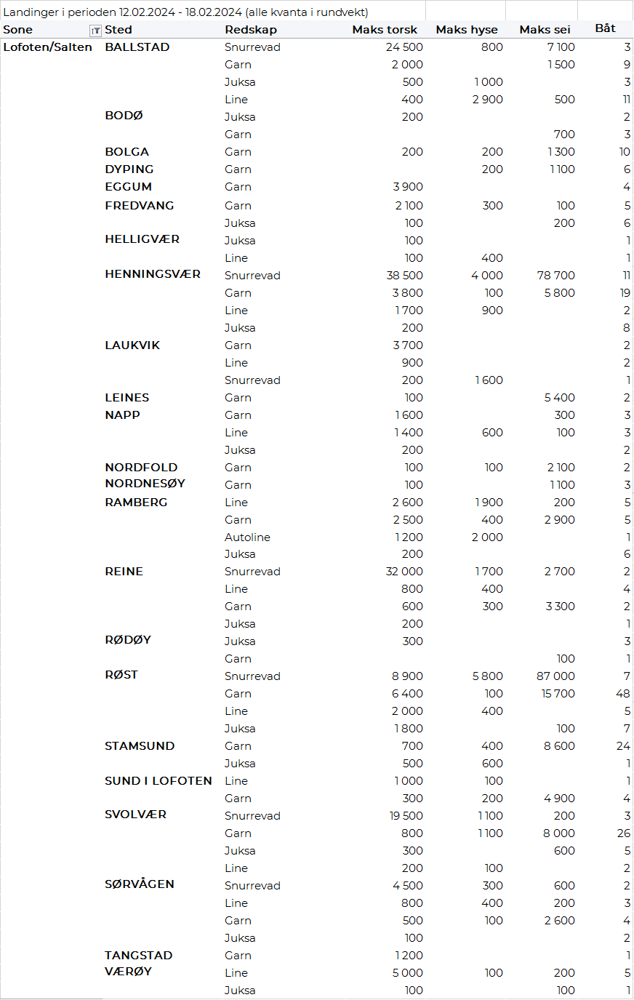 Landinger i perioden 12.02.2024 - 18.02.2024 (alle kvanta i rundvekt)
Sone Sted Redskap Maks torsk Maks hyse Maks sei Båt
Lofoten/Salten BALLSTAD Snurrevad 24 500 800 7 100 3
Garn 2 000 1 500 9
Juksa 500 1 000 3
Line 400 2 900 500 11
BODØ Juksa 200 2
Garn 700 3
BOLGA Garn 200 200 1 300 10
DYPING Garn 200 1 100 6
EGGUM Garn 3 900 4
FREDVANG Garn 2 100 300 100 5
Juksa 100 200 6
HELLIGVÆR Juksa 100 1
Line 100 400 1
HENNINGSVÆR Snurrevad 38 500 4 000 78 700 11
Garn 3 800 100 5 800 19
Line 1 700 900 2
Juksa 200 8
LAUKVIK Garn 3 700 2
Line 900 2
Snurrevad 200 1 600 1
LEINES Garn 100 5 400 2
NAPP Garn 1 600 300 3
Line 1 400 600 100 3
Juksa 200 2
NORDFOLD Garn 100 100 2 100 2
NORDNESØY Garn 100 1 100 3
RAMBERG Line 2 600 1 900 200 5
Garn 2 500 400 2 900 5
Autoline 1 200 2 000 1
Juksa 200 6
REINE Snurrevad 32 000 1 700 2 700 2
Line 800 400 4
Garn 600 300 3 300 2
Juksa 200 1
RØDØY Juksa 300 3
Garn 100 1
RØST Snurrevad 8 900 5 800 87 000 7
Garn 6 400 100 15 700 48
Line 2 000 400 5
Juksa 1 800 100 7
STAMSUND Garn 700 400 8 600 24
Juksa 500 600 1
SUND I LOFOTEN Line 1 000 100 1
Garn 300 200 4 900 4
SVOLVÆR Snurrevad 19 500 1 100 200 3
Garn 800 1 100 8 000 26
Juksa 300 600 5
Line 200 100 2
SØRVÅGEN Snurrevad 4 500 300 600 2
Line 800 400 200 3
Garn 500 100 2 600 4
Juksa 100 2
TANGSTAD Garn 1 200 1
VÆRØY Line 5 000 100 200 5
Juksa 100 100 1